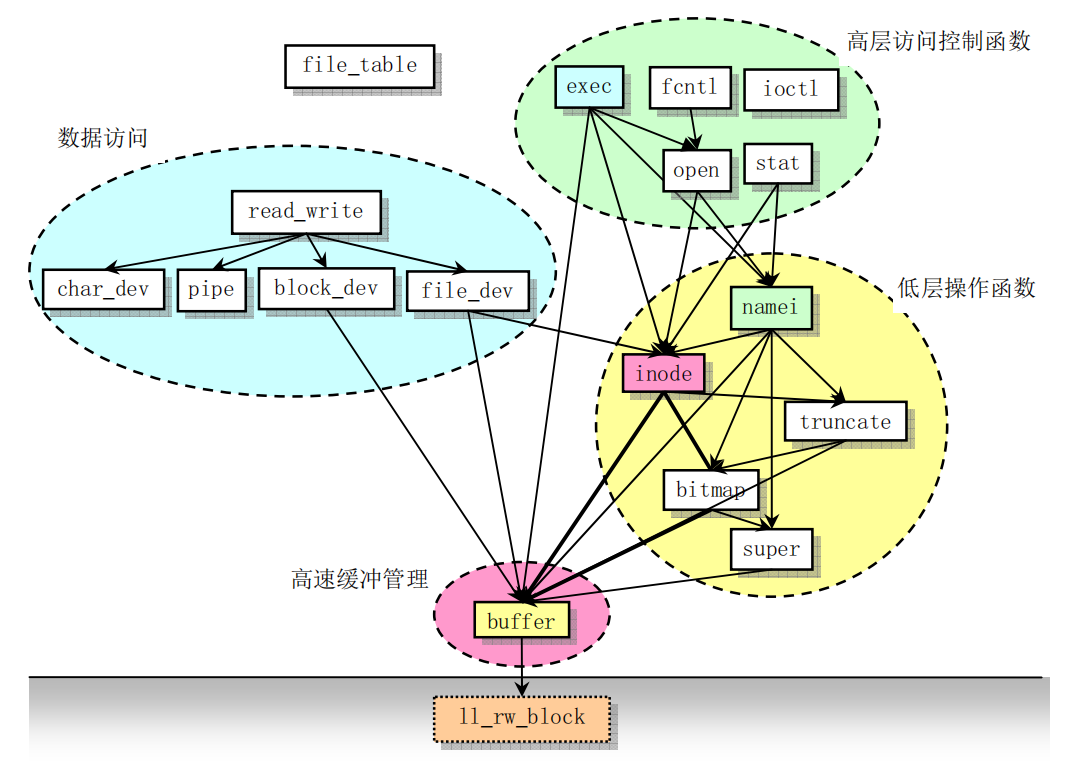 高层访问控制函数
file_table
exec
fcntl
ioctl
数据访问
open
stat
read_write
char_dev
pipe
block_dev
file_dev
低层操作函数
namei
inode
truncate
bitmap
super
高速缓冲管理
buffer
ll_rw_block